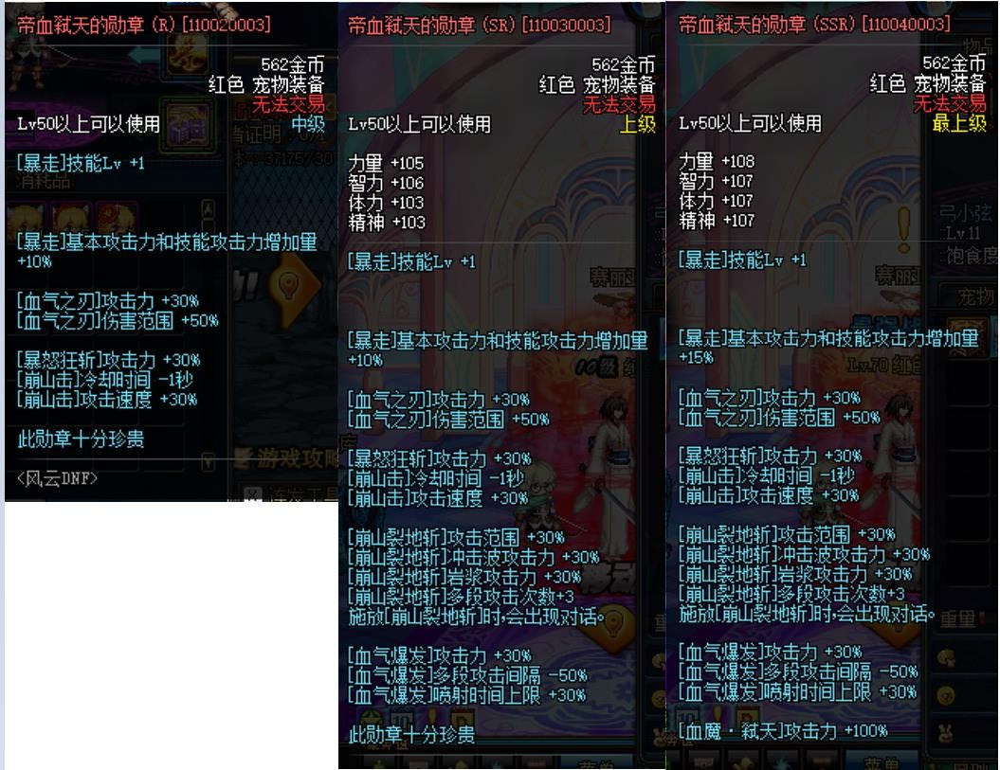 帝血弑天的勋章 (R) [110020003]
562金币
红色 宠物装备
无法交易
Lv50以上可以使用
中级
[暴走]技能Lv +1
消耗品
[暴走]基本攻击力和技能攻击力增加量
+10%
[血气之刃]攻击力 +30%
[血气之刃]伤害范围 +50%
[暴怒狂斩]攻击力 +30%
[崩山击]冷却时间 -1秒
[崩山击]攻击速度 +30%
此勋章十分珍贵
<风云DNF>
游戏攻略
帝血弑天的勋章 (SR) [110030003]
562金币
红色 宠物装备
无法交易
Lv50以上可以使用
上级
力量 +105
智力 +106
体力 +103
精神 +103
[暴走]技能Lv +1
[暴走]基本攻击力和技能攻击力增加量
+10%
[血气之刃]攻击力 +30%
[血气之刃]伤害范围 +50%
[暴怒狂斩]攻击力 +30%
[崩山击]冷却时间 -1秒
[崩山击]攻击速度 +30%
[崩山裂地斩]攻击范围 +30%
[崩山裂地斩]冲击波攻击力 +30%
[崩山裂地斩]岩浆攻击力 +30%
[崩山裂地斩]多段攻击次数+3
施放[崩山裂地斩]时,会出现对话。
[血气爆发]攻击力 +30%
[血气爆发]多段攻击间隔 -50%
[血气爆发]喷射时间上限 +30%
此勋章十分珍贵
菜单
帝血弑天的勋章 (SSR) [110040003]
562金币
红色 宠物装备
无法交易
Lv50以上可以使用
最上级
力量 +108
智力 +107
体力 +107
精神 +107
[暴走]技能Lv +1
[暴走]基本攻击力和技能攻击力增加量
+15%
[血气之刃]攻击力 +30%
[血气之刃]伤害范围 +50%
[暴怒狂斩]攻击力 +30%
[崩山击]冷却时间 -1秒
[崩山击]攻击速度 +30%
[崩山裂地斩]攻击范围 +30%
[崩山裂地斩]冲击波攻击力 +30%
[崩山裂地斩]岩浆攻击力 +30%
[崩山裂地斩]多段攻击次数+3
施放[崩山裂地斩]时,会出现对话。
[血气爆发]攻击力 +30%
[血气爆发]多段攻击间隔 -50%
[血气爆发]喷射时间上限 +30%
[血魔·弑天]攻击力 +100%
菜单
物品
弓小弦
Lv.11
饱食度
宠物
重量